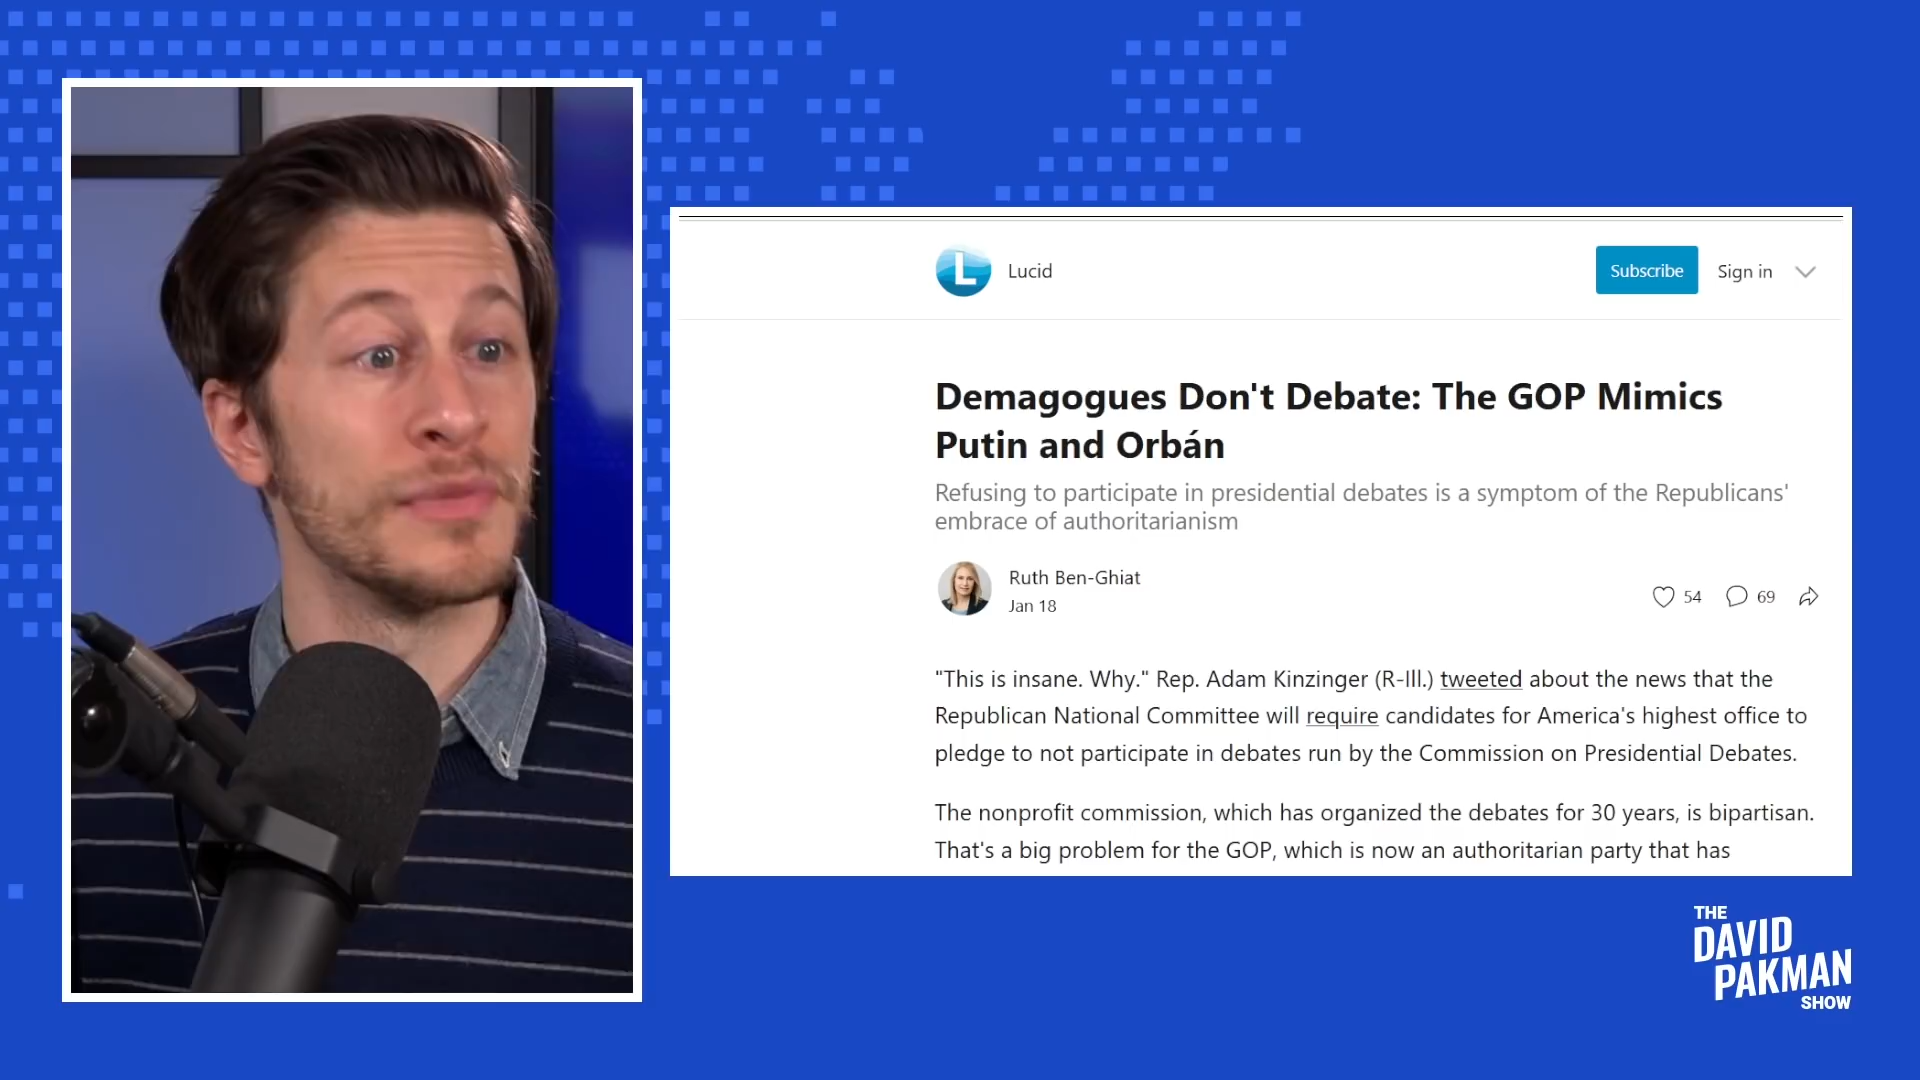 Lucid
Subscribe
Sign in
Demagogues Don't Debate: The GOP Mimics
Putin and Orbán
Refusing to participate in presidential debates is a symptom of the Republicans'
embrace of authoritarianism
Ruth Ben-Ghiat
Jan 18
54
69
"This is insane. Why." Rep. Adam Kinzinger (R-Ill.) tweeted about the news that the
Republican National Committee will require candidates for America's highest office to
pledge to not participate in debates run by the Commission on Presidential Debates.
The nonprofit commission, which has organized the debates for 30 years, is bipartisan.
That's a big problem for the GOP, which is now an authoritarian party that has
THE
DAVID
PAKMAN
SHOW